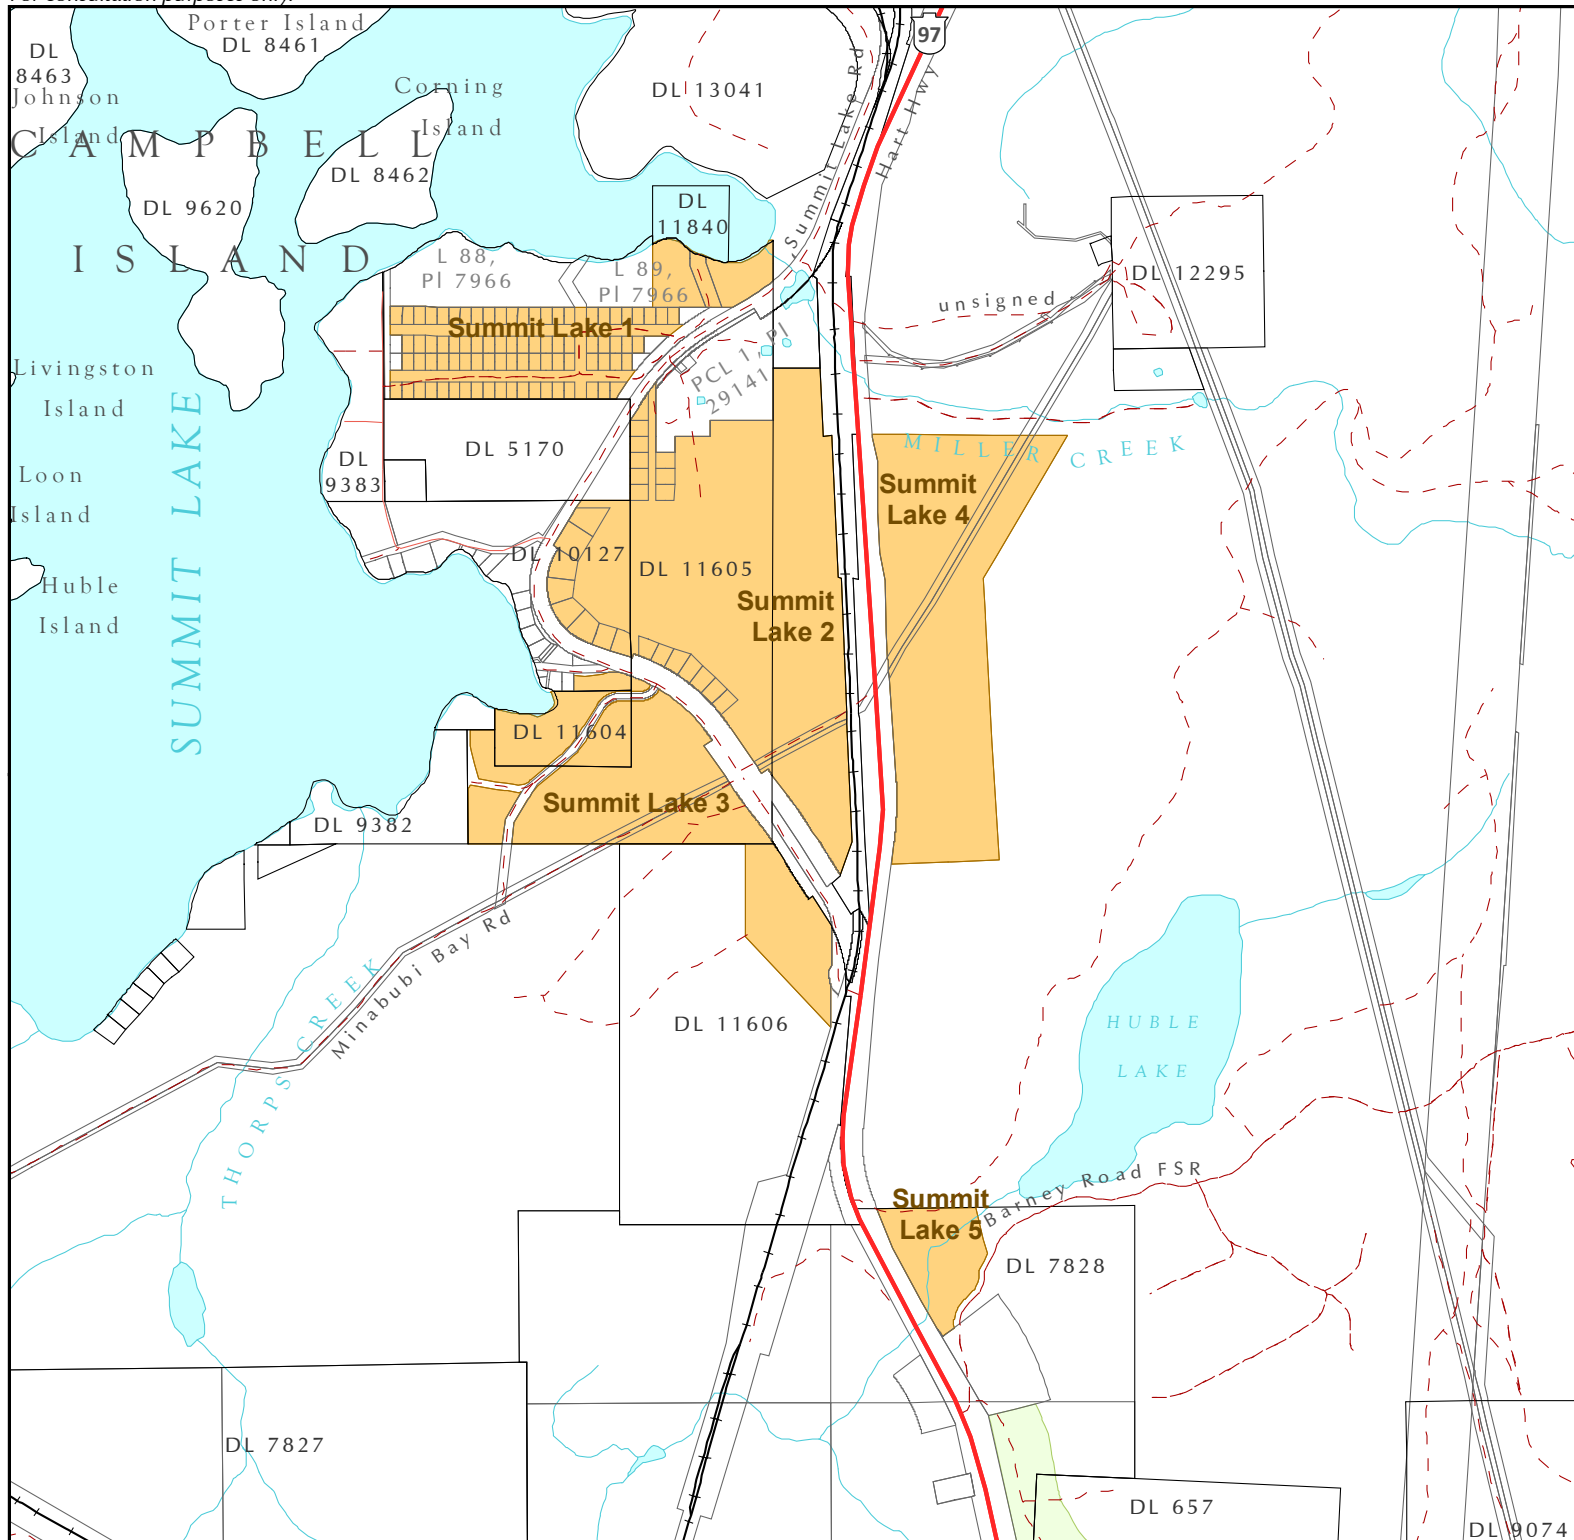 For consultation purposes only.
Porter Island
DL 8461
DL
8463
Johnson
Island
Corning
Island
DL 13041
97
Summit Lake Rd
Hart Hwy
CAMPBELL
ISLAND
DL 8462
DL 9620
DL
11840
L 88,
Pl 7966
L 89,
Pl 7966
DL 12295
unsigned
Summit Lake 1
PCL 1, Pl
29141
Livingston
Island
SUMMIT LAKE
DL 5170
DL
9383
MILLER CREEK
Loon
Island
Summit
Lake 4
DL 10127
DL 11605
Huble
Island
Summit
Lake 2
DL 11604
Summit Lake 3
DL 9382
Minabubi Bay Rd
THORPS CREEK
DL 11606
HUBLE
LAKE
Barney Road FSR
Summit
Lake 5
DL 7828
DL 7827
DL 657
DL 9074